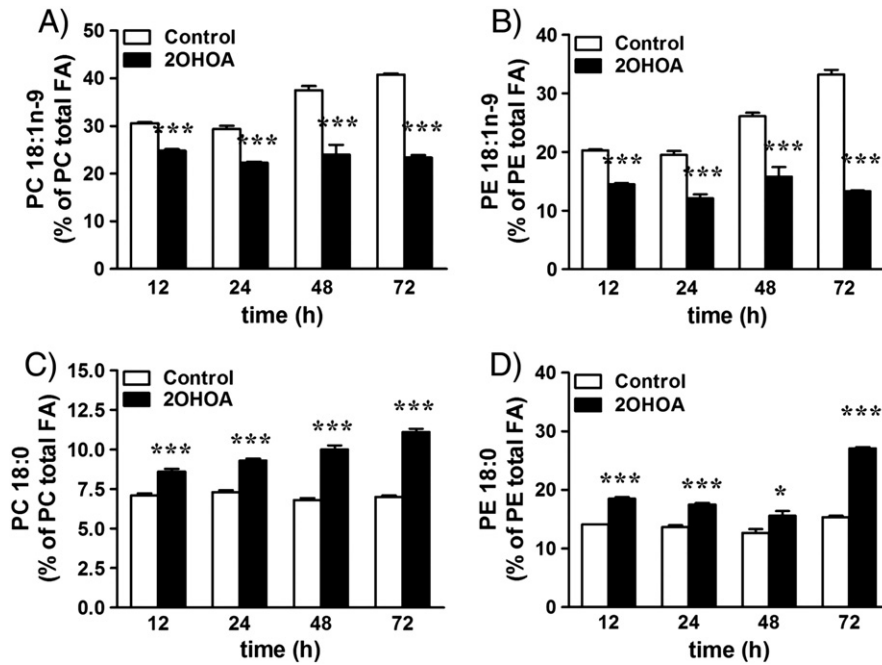 A)
Control
2OHOA
PC 18:1n-9
(% of PC total FA)
50
40
30
20
10
0
***
***
***
***
12 24 48 72
time (h)
B)
Control
2OHOA
PE 18:1n-9
(% of PE total FA)
40
30
20
10
0
***
***
***
***
12 24 48 72
time (h)
C)
Control
2OHOA
PC 18:0
(% of PC total FA)
15.0
12.5
10.0
7.5
5.0
2.5
0.0
***
***
***
***
12 24 48 72
time (h)
D)
Control
2OHOA
PE 18:0
(% of PE total FA)
40
30
20
10
0
***
***
*
***
12 24 48 72
time (h)